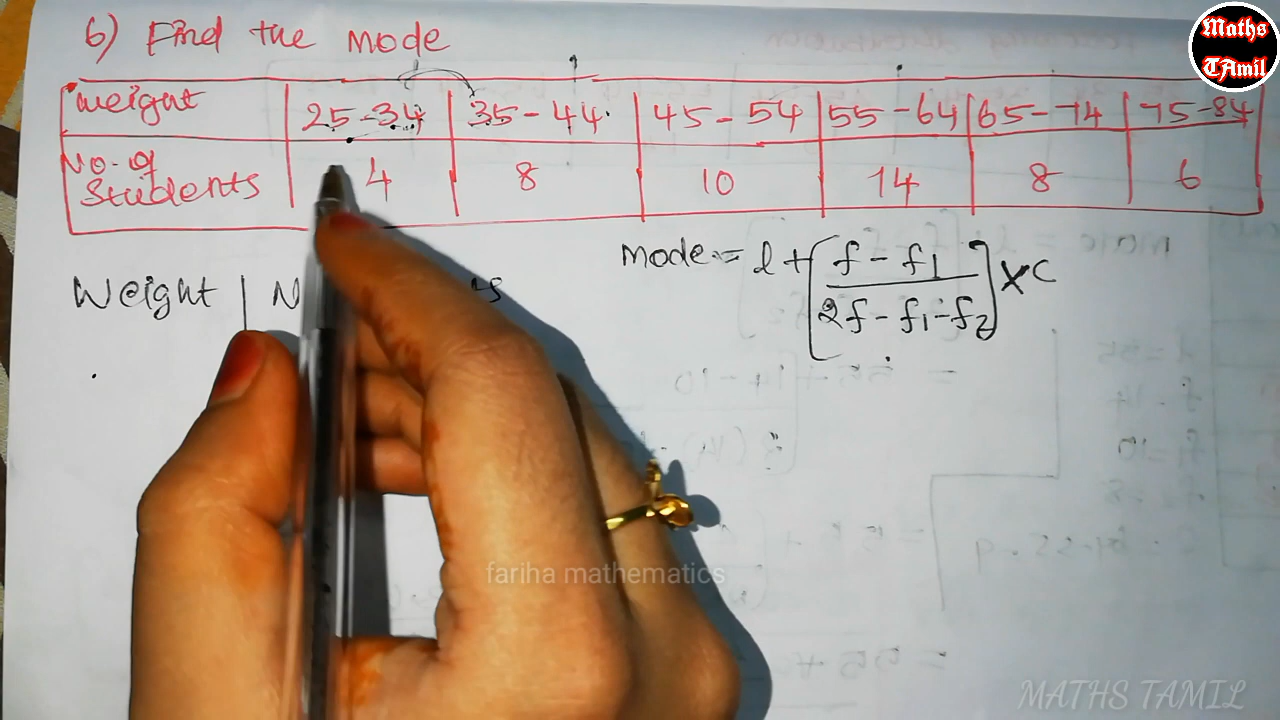 Maths
TAmil
6) Find the mode
Weight 25-34 35-44 45-54 55-64 65-74 75-84
No. of
Students 4 8 10 14 8 6
mode = l + [f - f1 / 2f - f1 - f2] x c
Weight | N
fariha mathematics
MATHS TAMIL